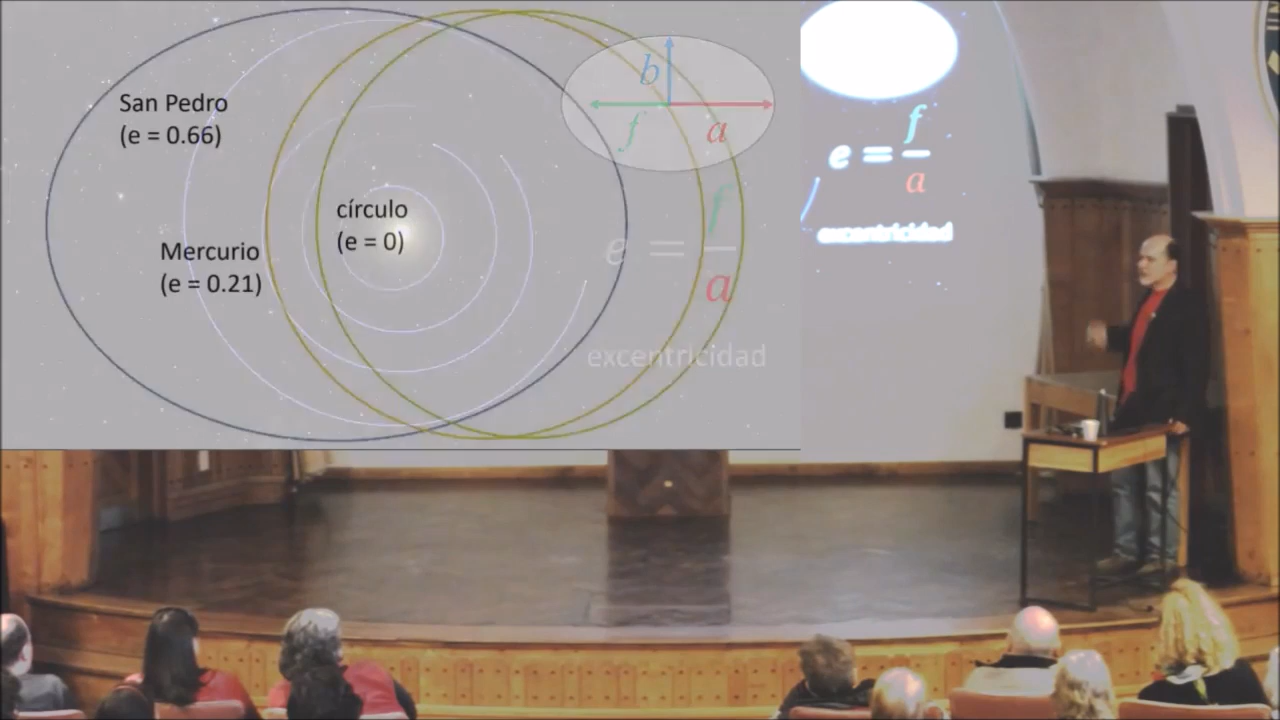 San Pedro
(e = 0.66)
círculo
(e = 0)
Mercurio
(e = 0.21)
b
f
a
e = f/a
excentricidad
e = f/a
excentricidad